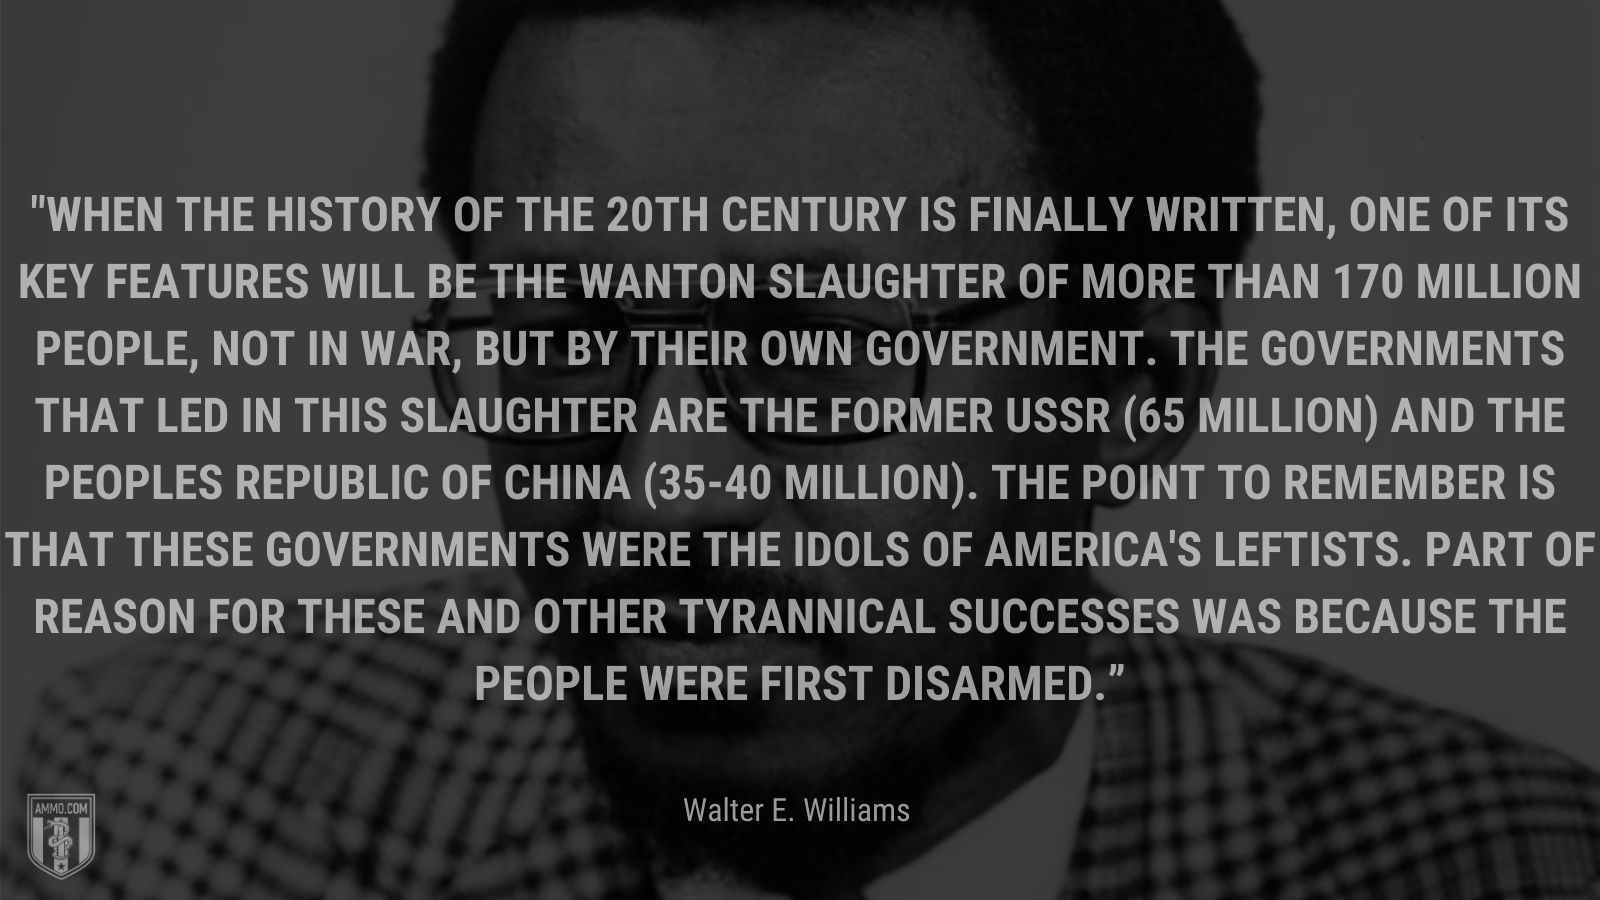 "WHEN THE HISTORY OF THE 20TH CENTURY IS FINALLY WRITTEN, ONE OF ITS
KEY FEATURES WILL BE THE WANTON SLAUGHTER OF MORE THAN 170 MILLION
PEOPLE, NOT IN WAR, BUT BY THEIR OWN GOVERNMENT. THE GOVERNMENTS
THAT LED IN THIS SLAUGHTER ARE THE FORMER USSR (65 MILLION) AND THE
PEOPLES REPUBLIC OF CHINA (35-40 MILLION). THE POINT TO REMEMBER IS
THAT THESE GOVERNMENTS WERE THE IDOLS OF AMERICA'S LEFTISTS. PART OF
REASON FOR THESE AND OTHER TYRANNICAL SUCCESSES WAS BECAUSE THE
PEOPLE WERE FIRST DISARMED.”
Walter E. Williams
AMMO.COM